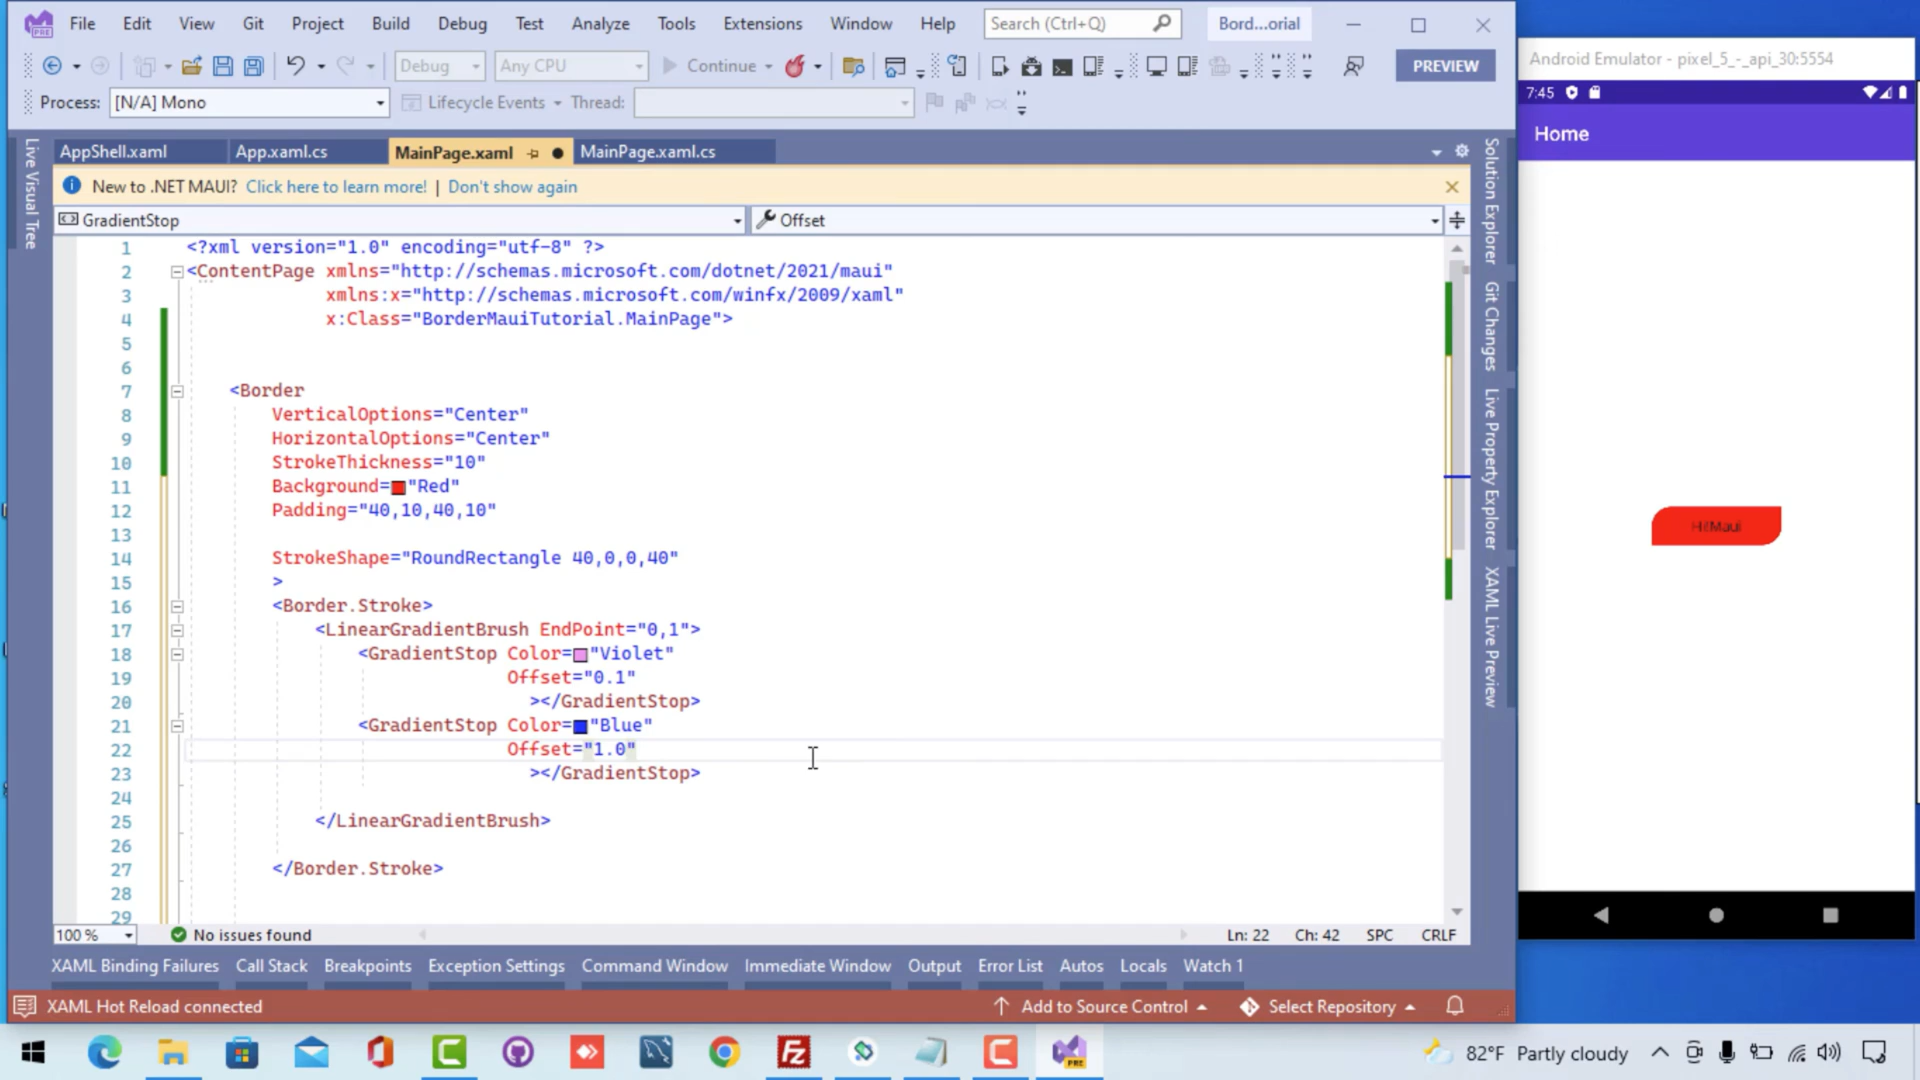 File Edit View Git Project Build Debug Test Analyze Tools Extensions Window Help Search (Ctrl+Q) Bord...orial
Debug Any CPU Continue PREVIEW
Process: [N/A] Mono Lifecycle Events Thread:
AppShell.xaml App.xaml.cs MainPage.xaml MainPage.xaml.cs
New to .NET MAUI? Click here to learn more! | Don't show again
GradientStop Offset
1 <?xml version="1.0" encoding="utf-8" ?>
2 <ContentPage xmlns="http://schemas.microsoft.com/dotnet/2021/maui"
3 xmlns:x="http://schemas.microsoft.com/winfx/2009/xaml"
4 x:Class="BorderMauiTutorial.MainPage">
5
6
7 <Border
8 VerticalOptions="Center"
9 HorizontalOptions="Center"
10 StrokeThickness="10"
11 Background="Red"
12 Padding="40,10,40,10"
13
14 StrokeShape="RoundRectangle 40,0,0,40"
15 >
16 <Border.Stroke>
17 <LinearGradientBrush EndPoint="0,1">
18 <GradientStop Color="Violet"
19 Offset="0.1"
20 ></GradientStop>
21 <GradientStop Color="Blue"
22 Offset="1.0"
23 ></GradientStop>
24
25 </LinearGradientBrush>
26
27 </Border.Stroke>
28
29
100 % No issues found Ln: 22 Ch: 42 SPC CRLF
XAML Binding Failures Call Stack Breakpoints Exception Settings Command Window Immediate Window Output Error List Autos Locals Watch 1
XAML Hot Reload connected Add to Source Control Select Repository
Live Visual Tree
Solution Explorer
Git Changes
Live Property Explorer
XAML Live Preview
Android Emulator - pixel_5_-_api_30:5554
7:45
Home
82°F Partly cloudy